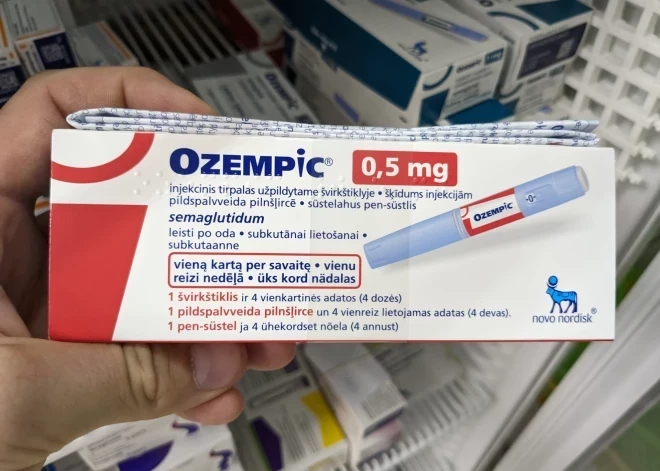 OZEMPIC® 0,5 mg
injekcinis tirpalas užpildytame švirkštiklyje • šķīdums injekcijām
pildspalvveida pilnšļircē • süstelahus pen-süstlis
semaglutidum
leisti po oda • subkutānai lietošanai •
subkutaanne
vieną kartą per savaitę • vienu
reizi nedēļā • üks kord nädalas
1 švirkštiklis ir 4 vienkartinės adatos (4 dozės)
1 pildspalvveida pilnšļirce un 4 vienreiz lietojamas adatas (4 devas).
1 pen-süstel ja 4 ühekordset nõela (4 annust)
OZEMPIC®
novo nordisk®
OZEMPIC
OZEMPIC